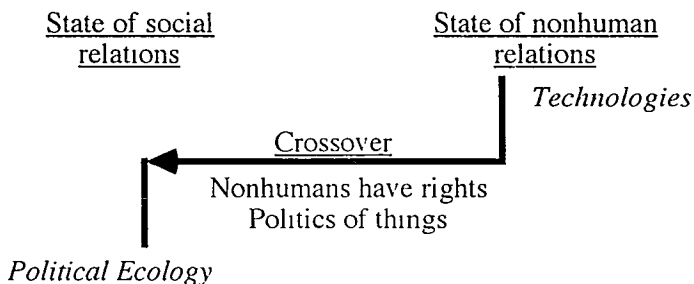 State of social
relations
State of nonhuman
relations
Technologies
Crossover
Nonhumans have rights
Politics of things
Political Ecology